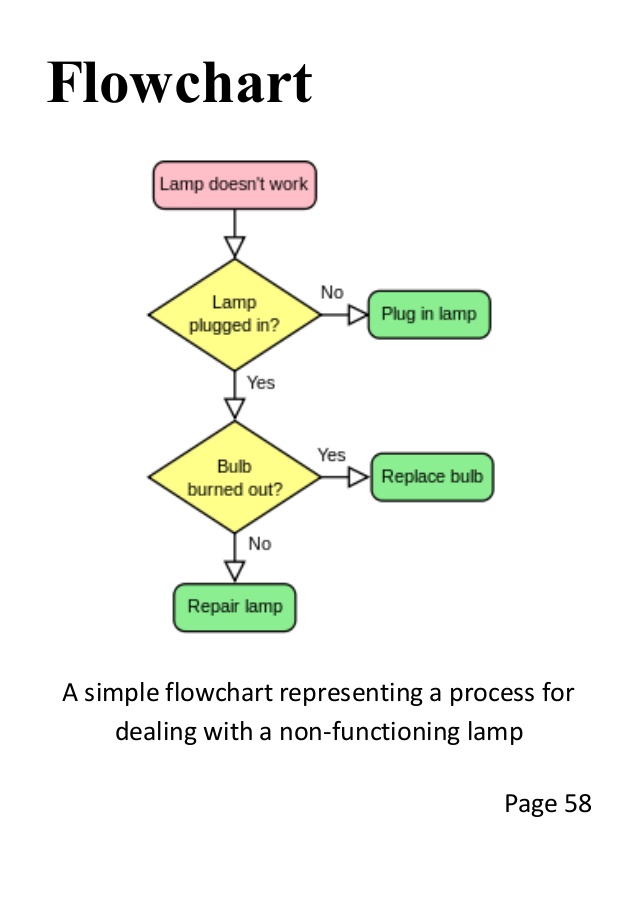 Flowchart
Lamp doesn't work
Lamp
plugged in?
No
Plug in lamp
Yes
Bulb
burned out?
Yes
Replace bulb
No
Repair lamp
A simple flowchart representing a process for
dealing with a non-functioning lamp
Page 58